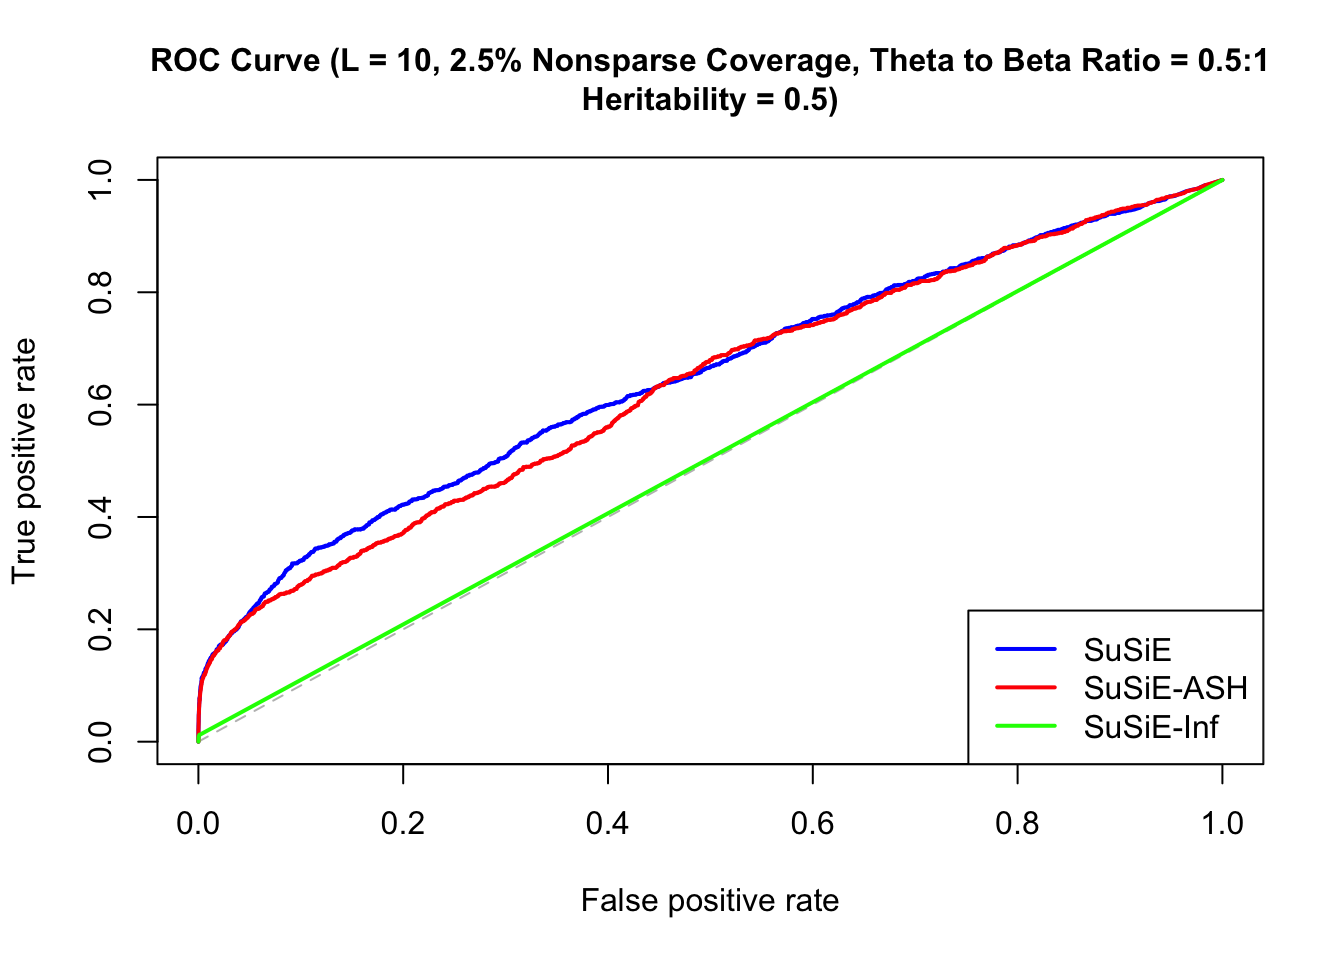 ROC Curve (L = 10, 2.5% Nonsparse Coverage, Theta to Beta Ratio = 0.5:1
Heritability = 0.5)
True positive rate
1.0
0.8
0.6
0.4
0.2
0.0
SuSiE
SuSiE-ASH
SuSiE-Inf
0.0 0.2 0.4 0.6 0.8 1.0
False positive rate